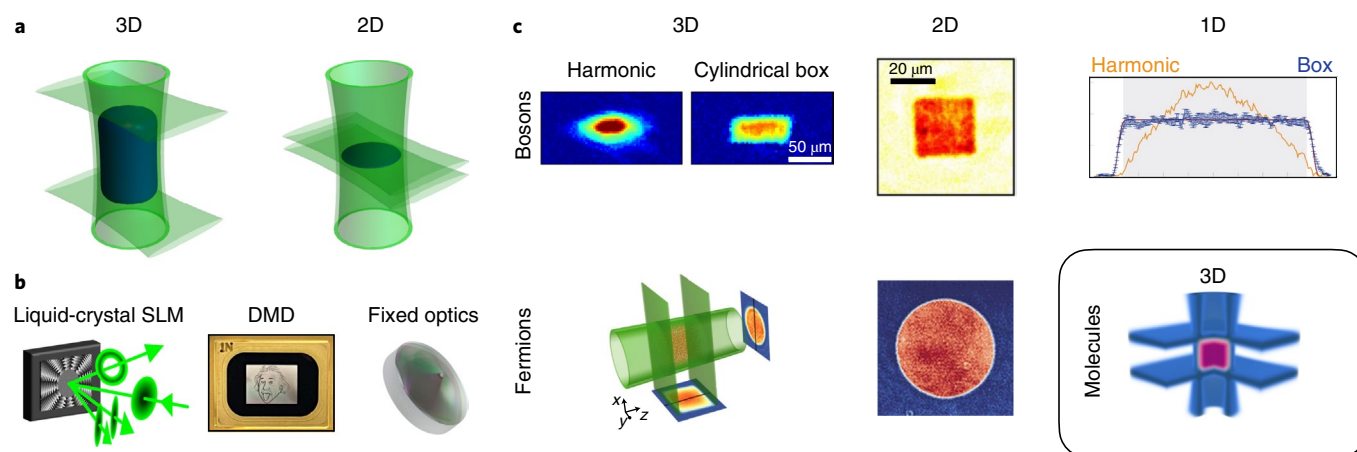 a
3D
2D
b
Liquid-crystal SLM
DMD
Fixed optics
c
3D
2D
1D
Bosons
Harmonic
Cylindrical box
50 μm
20 μm
Harmonic
Box
Fermions
x
y
z
Molecules
3D